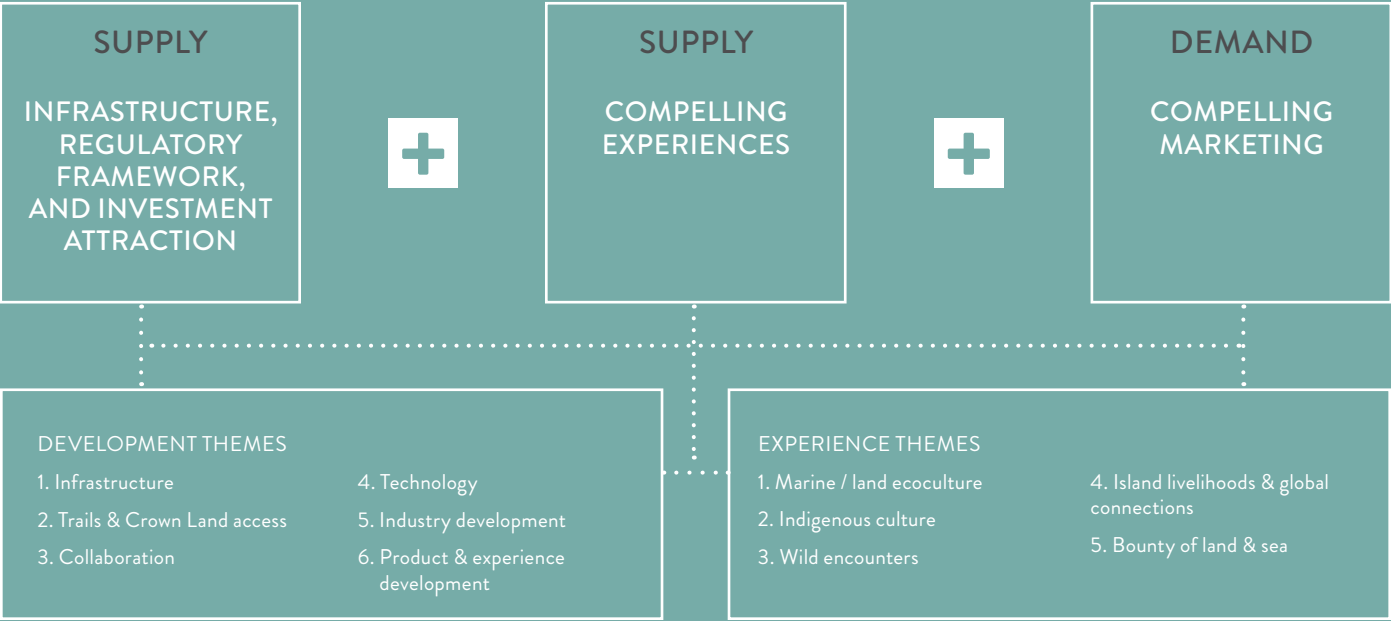 SUPPLY
INFRASTRUCTURE,
REGULATORY
FRAMEWORK,
AND INVESTMENT
ATTRACTION
SUPPLY
COMPELLING
EXPERIENCES
DEMAND
COMPELLING
MARKETING
DEVELOPMENT THEMES
1. Infrastructure
2. Trails & Crown Land access
3. Collaboration
4. Technology
5. Industry development
6. Product & experience
development
EXPERIENCE THEMES
1. Marine / land ecoculture
2. Indigenous culture
3. Wild encounters
4. Island livelihoods & global
connections
5. Bounty of land & sea